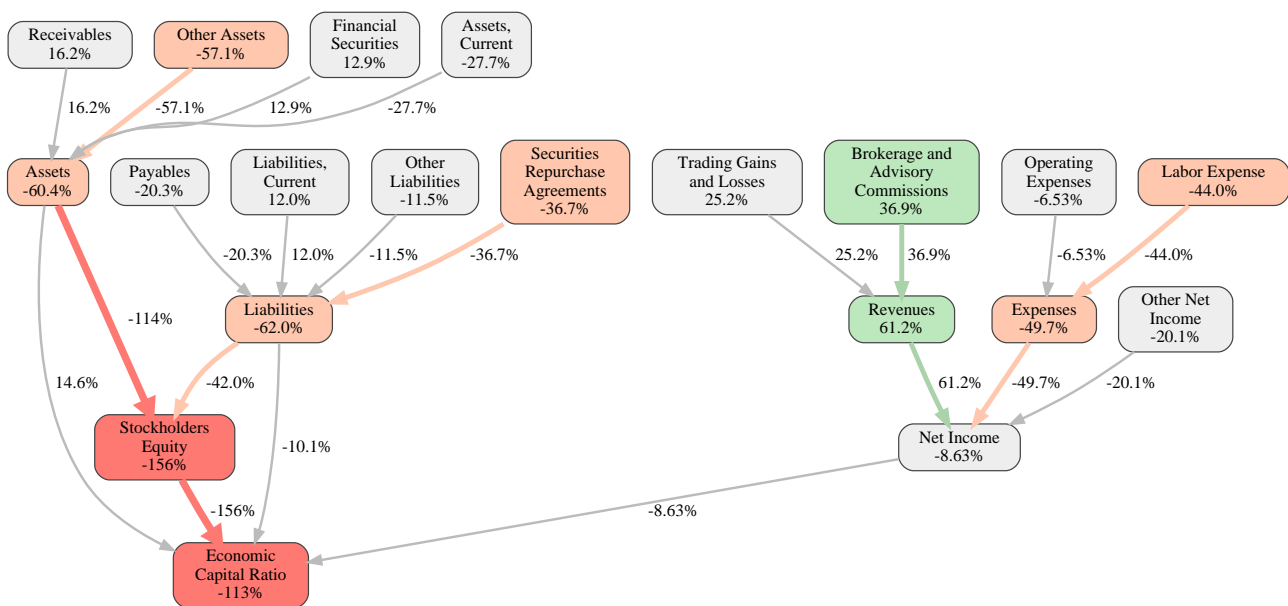 Receivables
16.2%
Other Assets
-57.1%
Financial
Securities
12.9%
Assets,
Current
-27.7%
16.2%
-57.1%
12.9%
-27.7%
Assets
-60.4%
Payables
-20.3%
Liabilities,
Current
12.0%
Other
Liabilities
-11.5%
Securities
Repurchase
Agreements
-36.7%
Trading Gains
and Losses
25.2%
Brokerage and
Advisory
Commissions
36.9%
Operating
Expenses
-6.53%
Labor Expense
-44.0%
-20.3%
12.0%
-11.5%
-36.7%
25.2%
36.9%
-6.53%
-44.0%
Liabilities
-62.0%
Revenues
61.2%
Expenses
-49.7%
Other Net
Income
-20.1%
-114%
14.6%
-42.0%
-10.1%
61.2%
-49.7%
-20.1%
Stockholders
Equity
-156%
Net Income
-8.63%
-156%
-8.63%
Economic
Capital Ratio
-113%